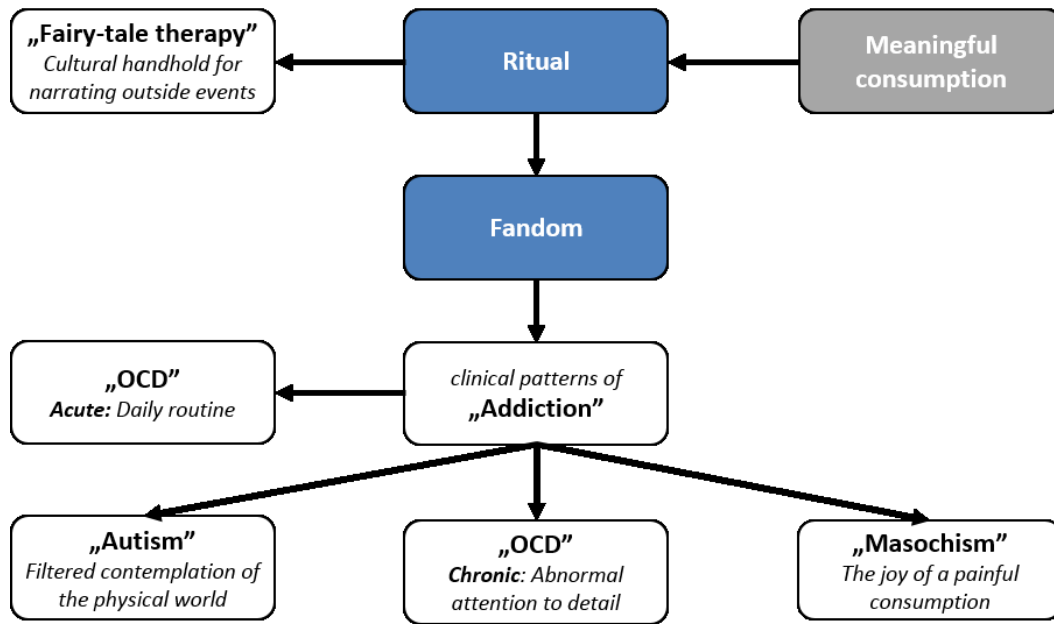 „Fairy-tale therapy”
Cultural handhold for
narrating outside events
Ritual
Meaningful
consumption
Fandom
„OCD”
Acute: Daily routine
clinical patterns of
„Addiction”
„Autism”
Filtered contemplation of
the physical world
„OCD”
Chronic: Abnormal
attention to detail
„Masochism”
The joy of a painful
consumption